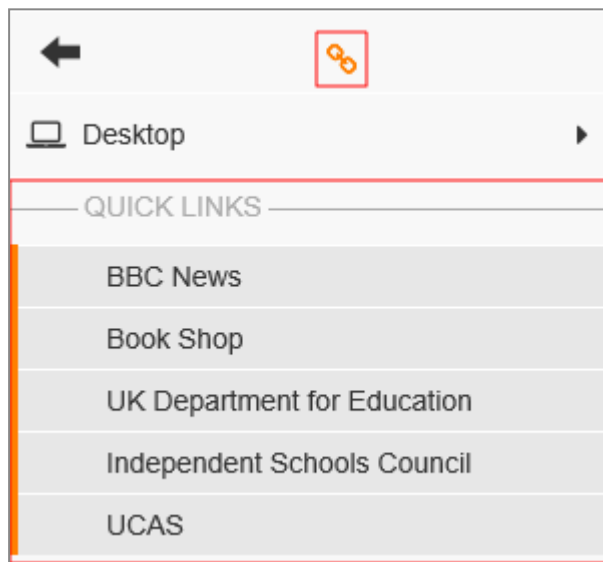 Desktop
QUICK LINKS
BBC News
Book Shop
UK Department for Education
Independent Schools Council
UCAS